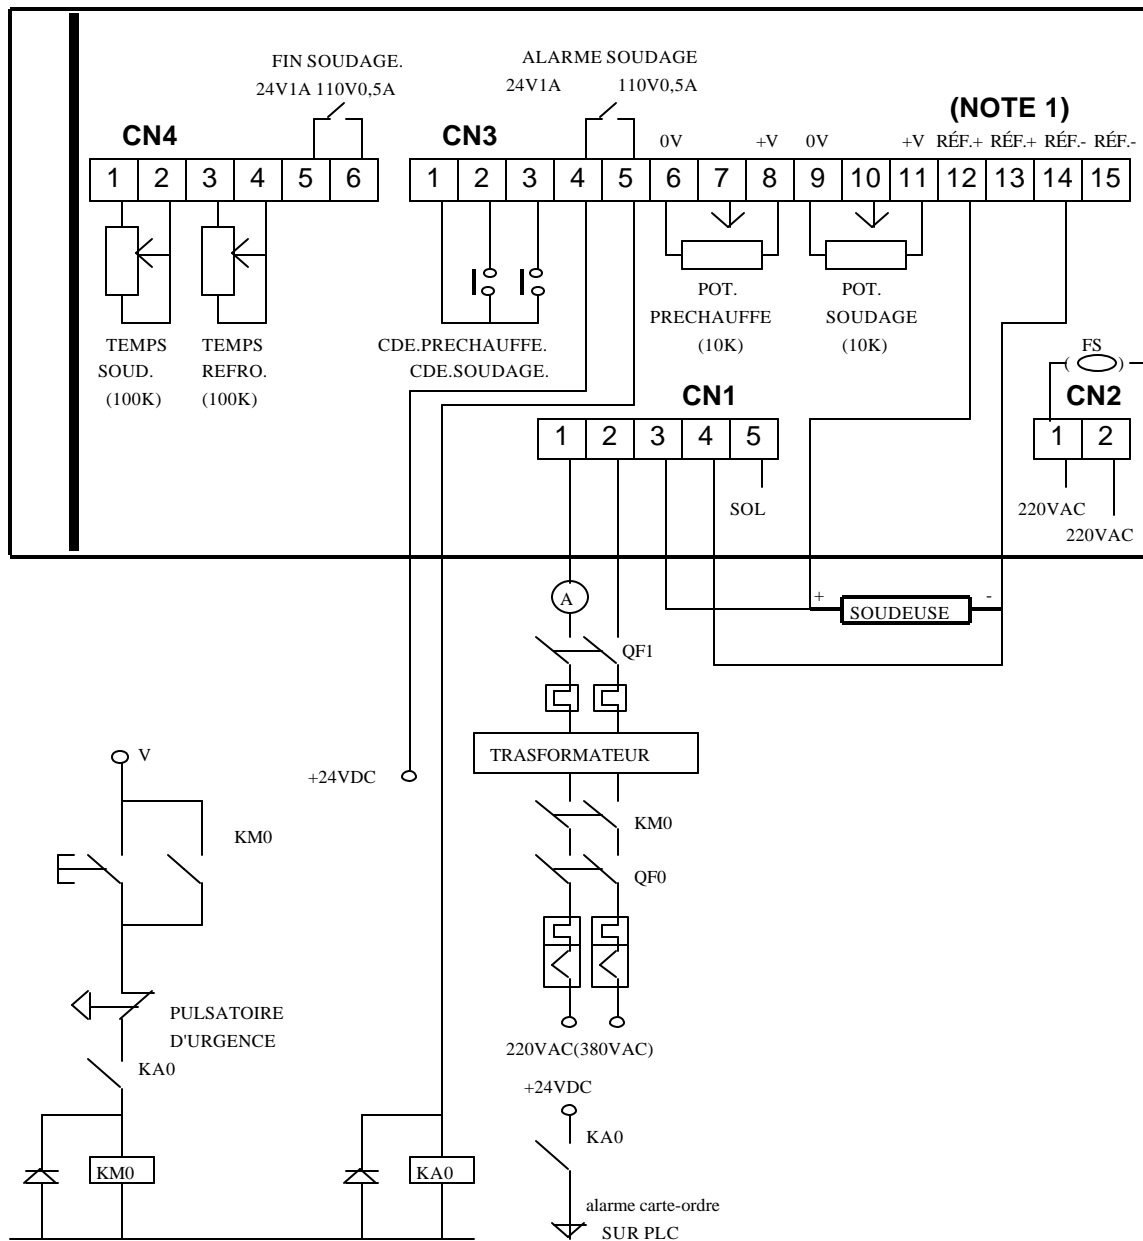 FIN SOUDAGE.
24V1A 110V0,5A
ALARME SOUDAGE
24V1A 110V0,5A
(NOTE 1)
CN4
CN3
0V +V 0V +V RÉF.+ RÉF.+ RÉF.- RÉF.-
1 2 3 4 5 6
1 2 3 4 5 6 7 8 9 10 11 12 13 14 15
TEMPS
SOUD.
(100K)
TEMPS
REFRO.
(100K)
CDE.PRECHAUFFE.
CDE.SOUDAGE.
POT.
PRECHAUFFE
(10K)
POT.
SOUDAGE
(10K)
FS
CN1
CN2
1 2 3 4 5
1 2
SOL
220VAC
220VAC
A
+ SOUDEUSE -
QF1
TRASFORMATEUR
V
+24VDC
KM0
KM0
QF0
PULSATOIRE
D'URGENCE
220VAC(380VAC)
KA0
+24VDC
KA0
KM0
KA0
alarme carte-ordre
SUR PLC